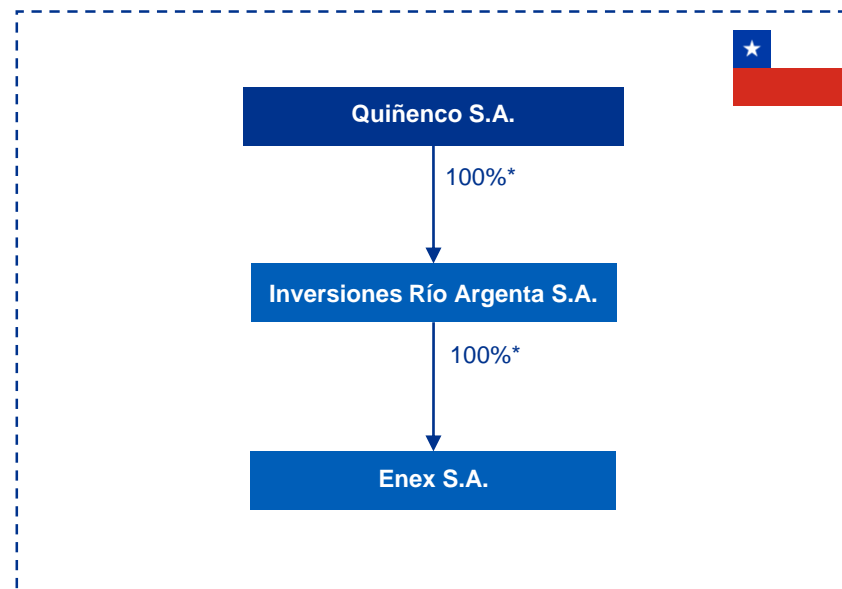 Quiñenco S.A.
100%*
Inversiones Río Argenta S.A.
100%*
Enex S.A.